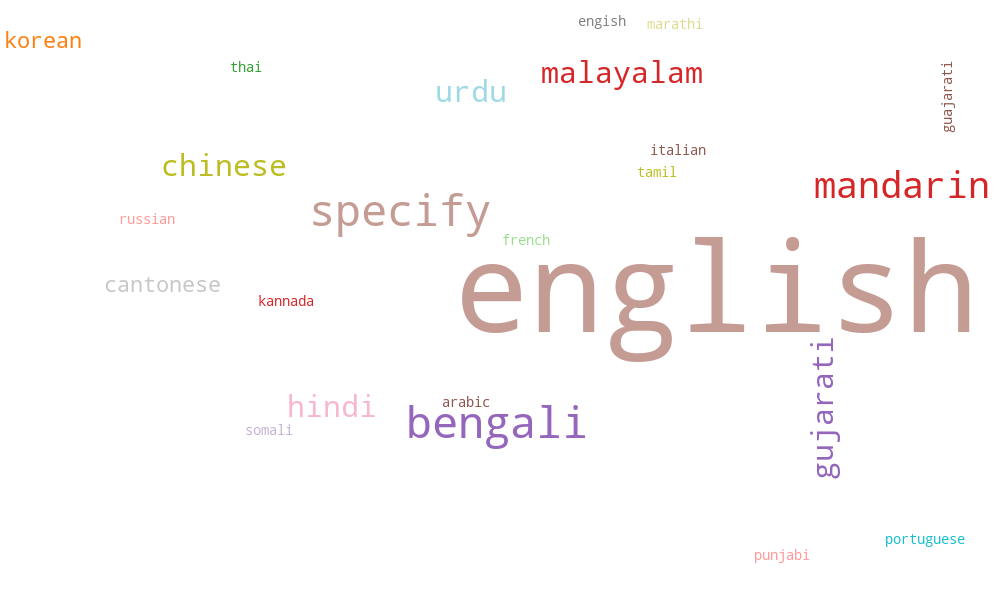 engish
marathi
korean
thai
malayalam
urdu
guajarati
italian
chinese
tamil
mandarin
specify
russian
french
english
cantonese
kannada
gujarati
hindi
arabic
bengali
somali
portuguese
punjabi